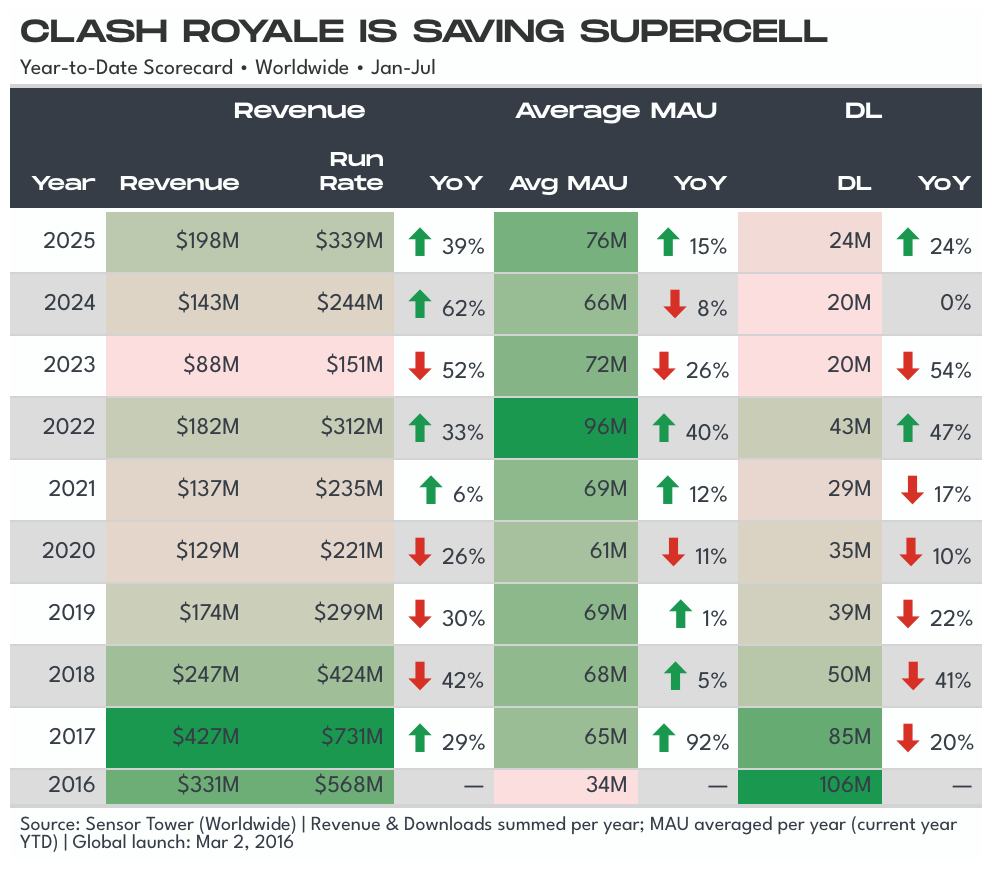 CLASH ROYALE IS SAVING SUPERCELL
Year-to-Date Scorecard • Worldwide • Jan-Jul
Revenue Average MAU DL
Year Revenue Run Rate YoY Avg MAU YoY DL YoY
2025 $198M $339M 39% 76M 15% 24M 24%
2024 $143M $244M 62% 66M 8% 20M 0%
2023 $88M $151M 52% 72M 26% 20M 54%
2022 $182M $312M 33% 96M 40% 43M 47%
2021 $137M $235M 6% 69M 12% 29M 17%
2020 $129M $221M 26% 61M 11% 35M 10%
2019 $174M $299M 30% 69M 1% 39M 22%
2018 $247M $424M 42% 68M 5% 50M 41%
2017 $427M $731M 29% 65M 92% 85M 20%
2016 $331M $568M — 34M — 106M —
Source: Sensor Tower (Worldwide) | Revenue & Downloads summed per year; MAU averaged per year (current year
YTD) | Global launch: Mar 2, 2016